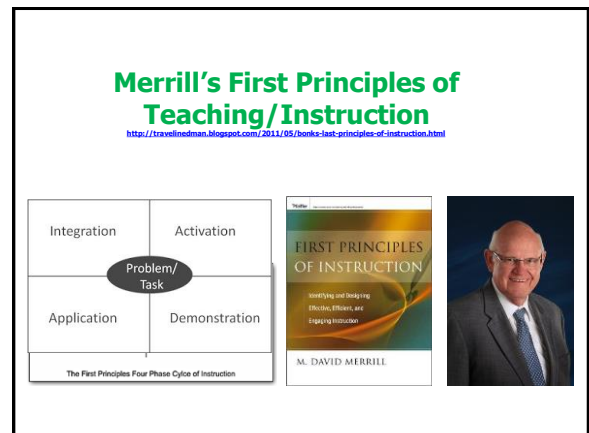 Merrill's First Principles of
Teaching/Instruction
http://travelinedman.blogspot.com/2011/05/bonks-last-principles-of-instruction.html
Integration
Activation
Problem/
Task
Application
Demonstration
The First Principles Four Phase Cylce of Instruction
FIRST PRINCIPLES
OF INSTRUCTION
Identifying and Designing
Effective, Efficient, and
Engaging Instruction
M. DAVID MERRILL